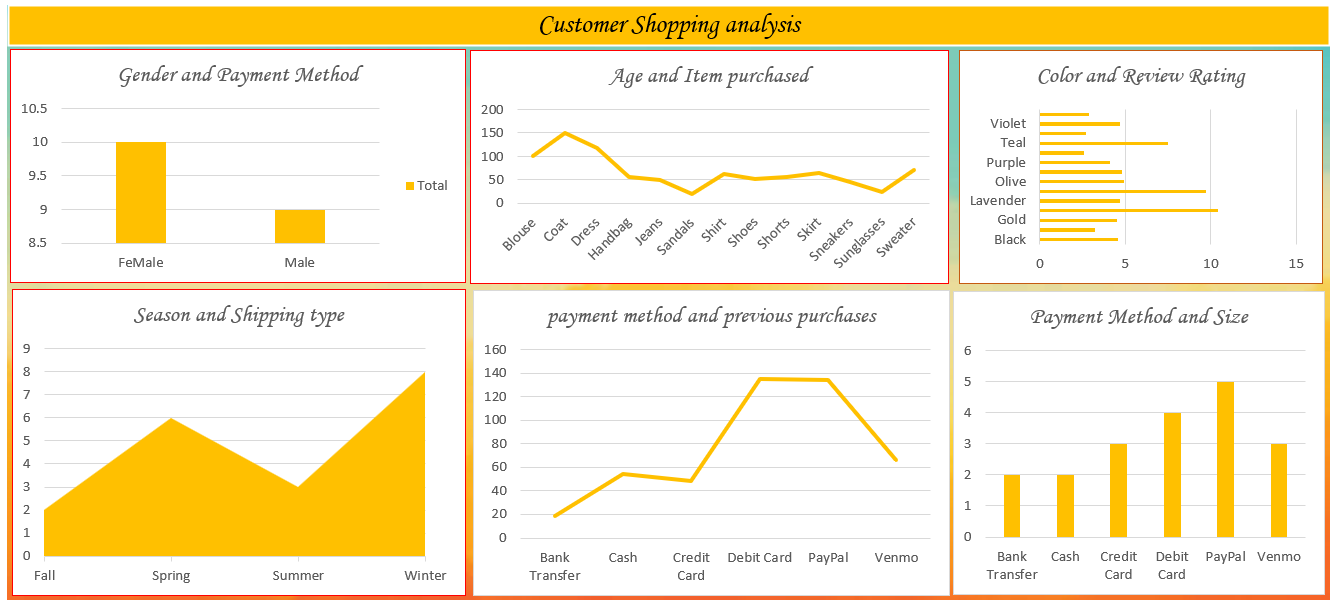 Customer Shopping analysis
Gender and Payment Method
10.5
10
9.5
9
8.5
FeMale
Male
Total
Age and Item purchased
200
150
100
50
0
Blouse
Coat
Dress
Handbag
Jeans
Sandals
Shirt
Shoes
Shorts
Skirt
Sneakers
Sunglasses
Sweater
Color and Review Rating
Violet
Teal
Purple
Olive
Lavender
Gold
Black
0
5
10
15
Season and Shipping type
9
8
7
6
5
4
3
2
1
0
Fall
Spring
Summer
Winter
payment method and previous purchases
160
140
120
100
80
60
40
20
0
Bank
Transfer
Cash
Credit
Card
Debit Card
PayPal
Venmo
Payment Method and Size
6
5
4
3
2
1
0
Bank
Transfer
Cash
Credit
Card
Debit
Card
PayPal
Venmo